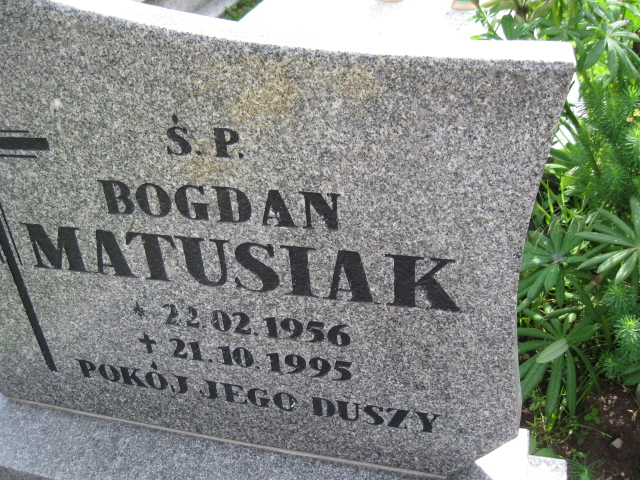 Ś.P.
BOGDAN
MATUSIAK
* 22.02.1956
✝ 21.10.1995
POKÓJ JEGO DUSZY